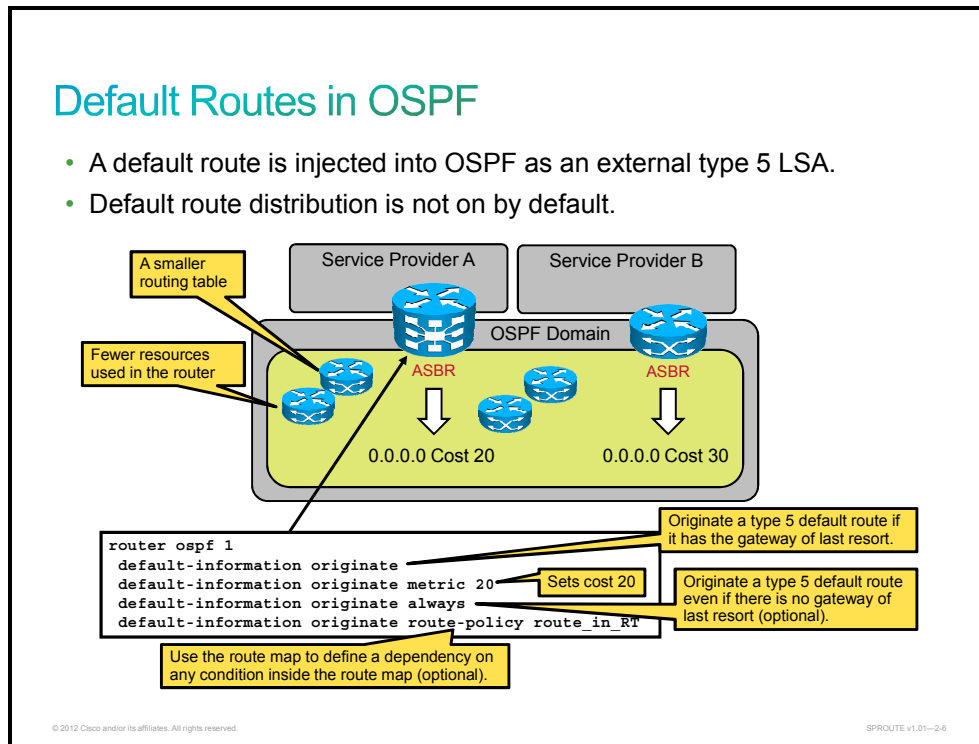 Default Routes in OSPF
• A default route is injected into OSPF as an external type 5 LSA.
• Default route distribution is not on by default.
A smaller
routing table
Service Provider A
Service Provider B
OSPF Domain
Fewer resources
used in the router
ASBR
ASBR
0.0.0.0 Cost 20
0.0.0.0 Cost 30
Originate a type 5 default route if
it has the gateway of last resort.
router ospf 1
default-information originate
default-information originate metric 20
Sets cost 20
default-information originate always
default-information originate route-policy route_in_RT
Originate a type 5 default route
even if there is no gateway of
last resort (optional).
Use the route map to define a dependency on
any condition inside the route map (optional).
© 2012 Cisco and/or its affiliates. All rights reserved.
SPROUTE v1.01—2-6